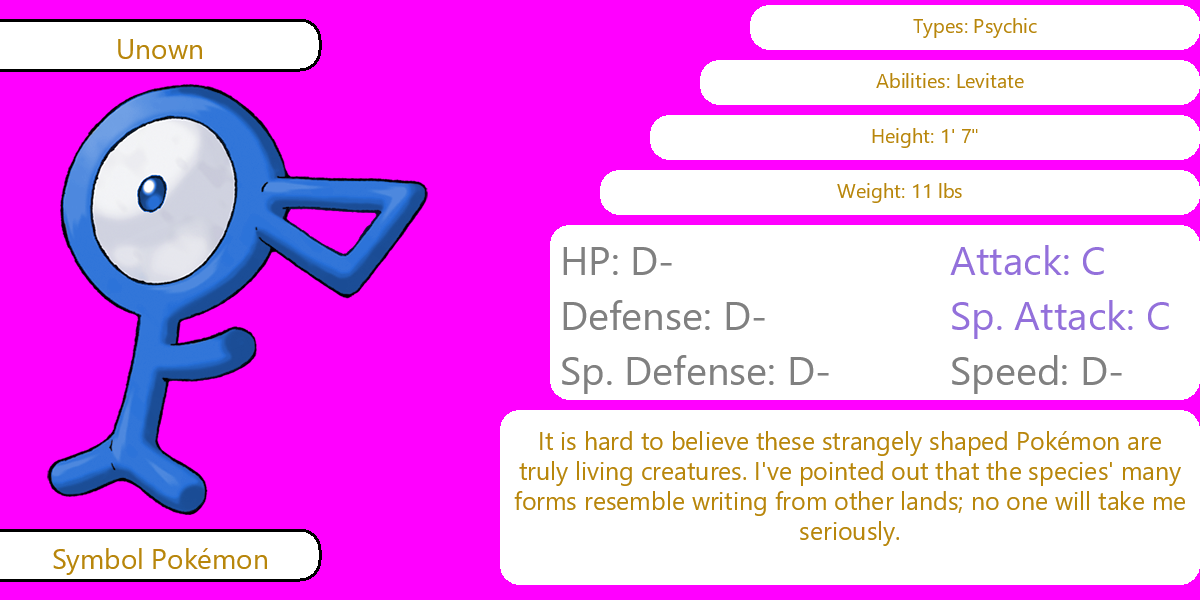 Unown
Types: Psychic
Abilities: Levitate
Height: 1' 7"
Weight: 11 lbs
HP: D-
Attack: C
Defense: D-
Sp. Attack: C
Sp. Defense: D-
Speed: D-
It is hard to believe these strangely shaped Pokémon are
truly living creatures. I've pointed out that the species' many
forms resemble writing from other lands; no one will take me
seriously.
Symbol Pokémon